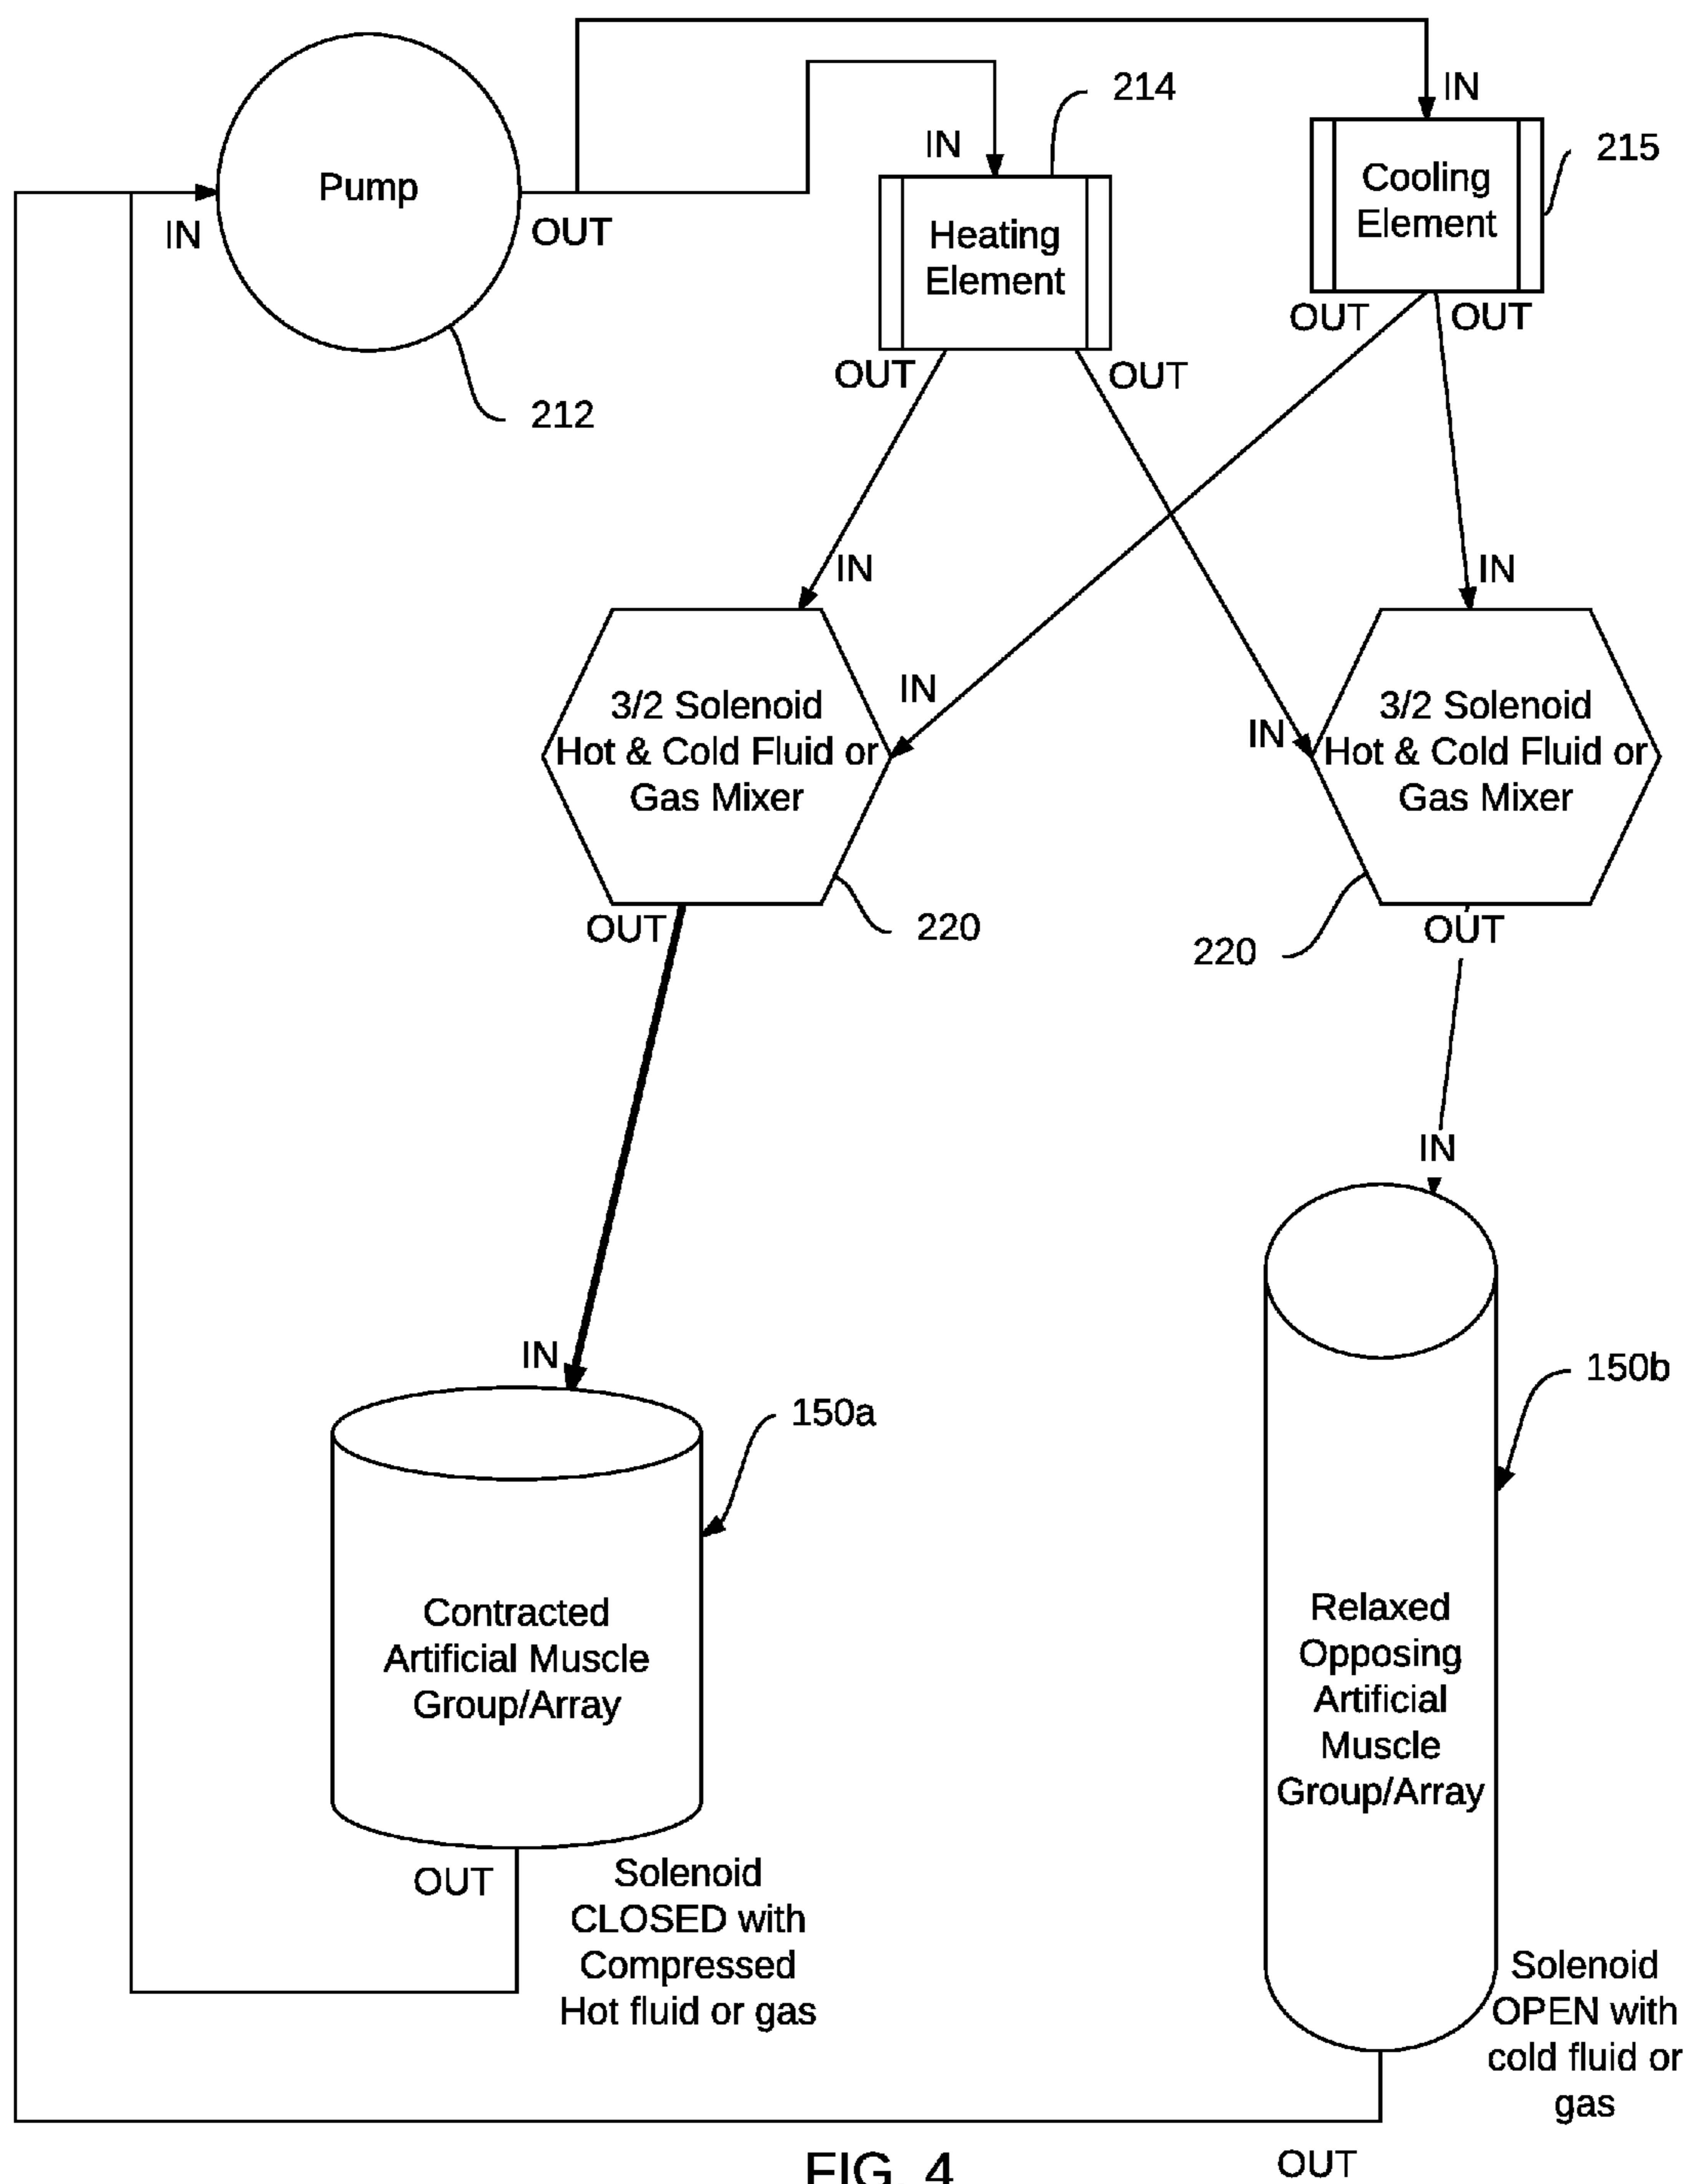 IN
214
IN
215
Cooling
Element
IN
Pump
IN
OUT
Heating
Element
OUT
OUT
OUT
OUT
212
IN
IN
3/2 Solenoid
Hot & Cold Fluid or
Gas Mixer
IN
IN
3/2 Solenoid
Hot & Cold Fluid or
Gas Mixer
OUT
220
220
OUT
IN
IN
150a
150b
Contracted
Artificial Muscle
Group/Array
Relaxed
Opposing
Artificial
Muscle
Group/Array
OUT
Solenoid
CLOSED with
Compressed
Hot fluid or gas
Solenoid
OPEN with
cold fluid or
gas
OUT
FIG. 4